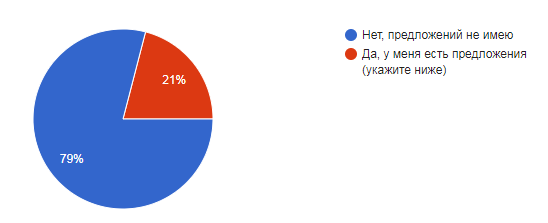 Нет, предложений не имею
Да, у меня есть предложения
(укажите ниже)
21%
79%